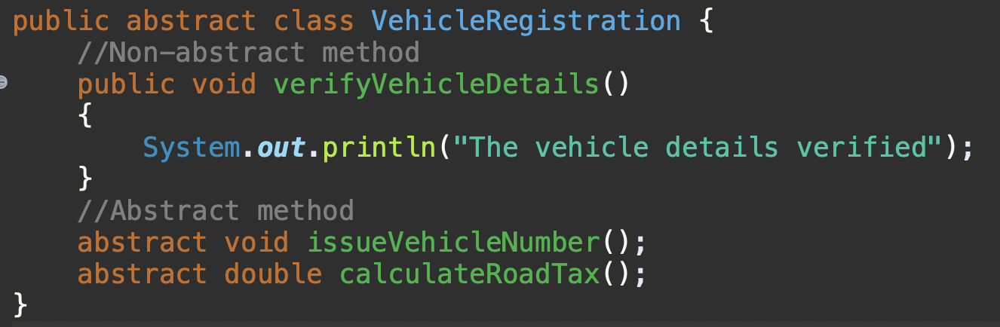 public abstract class VehicleRegistration {
    //Non-abstract method
    public void verifyVehicleDetails()
    {
        System.out.println("The vehicle details verified");
    }
    //Abstract method
    abstract void issueVehicleNumber();
    abstract double calculateRoadTax();
}